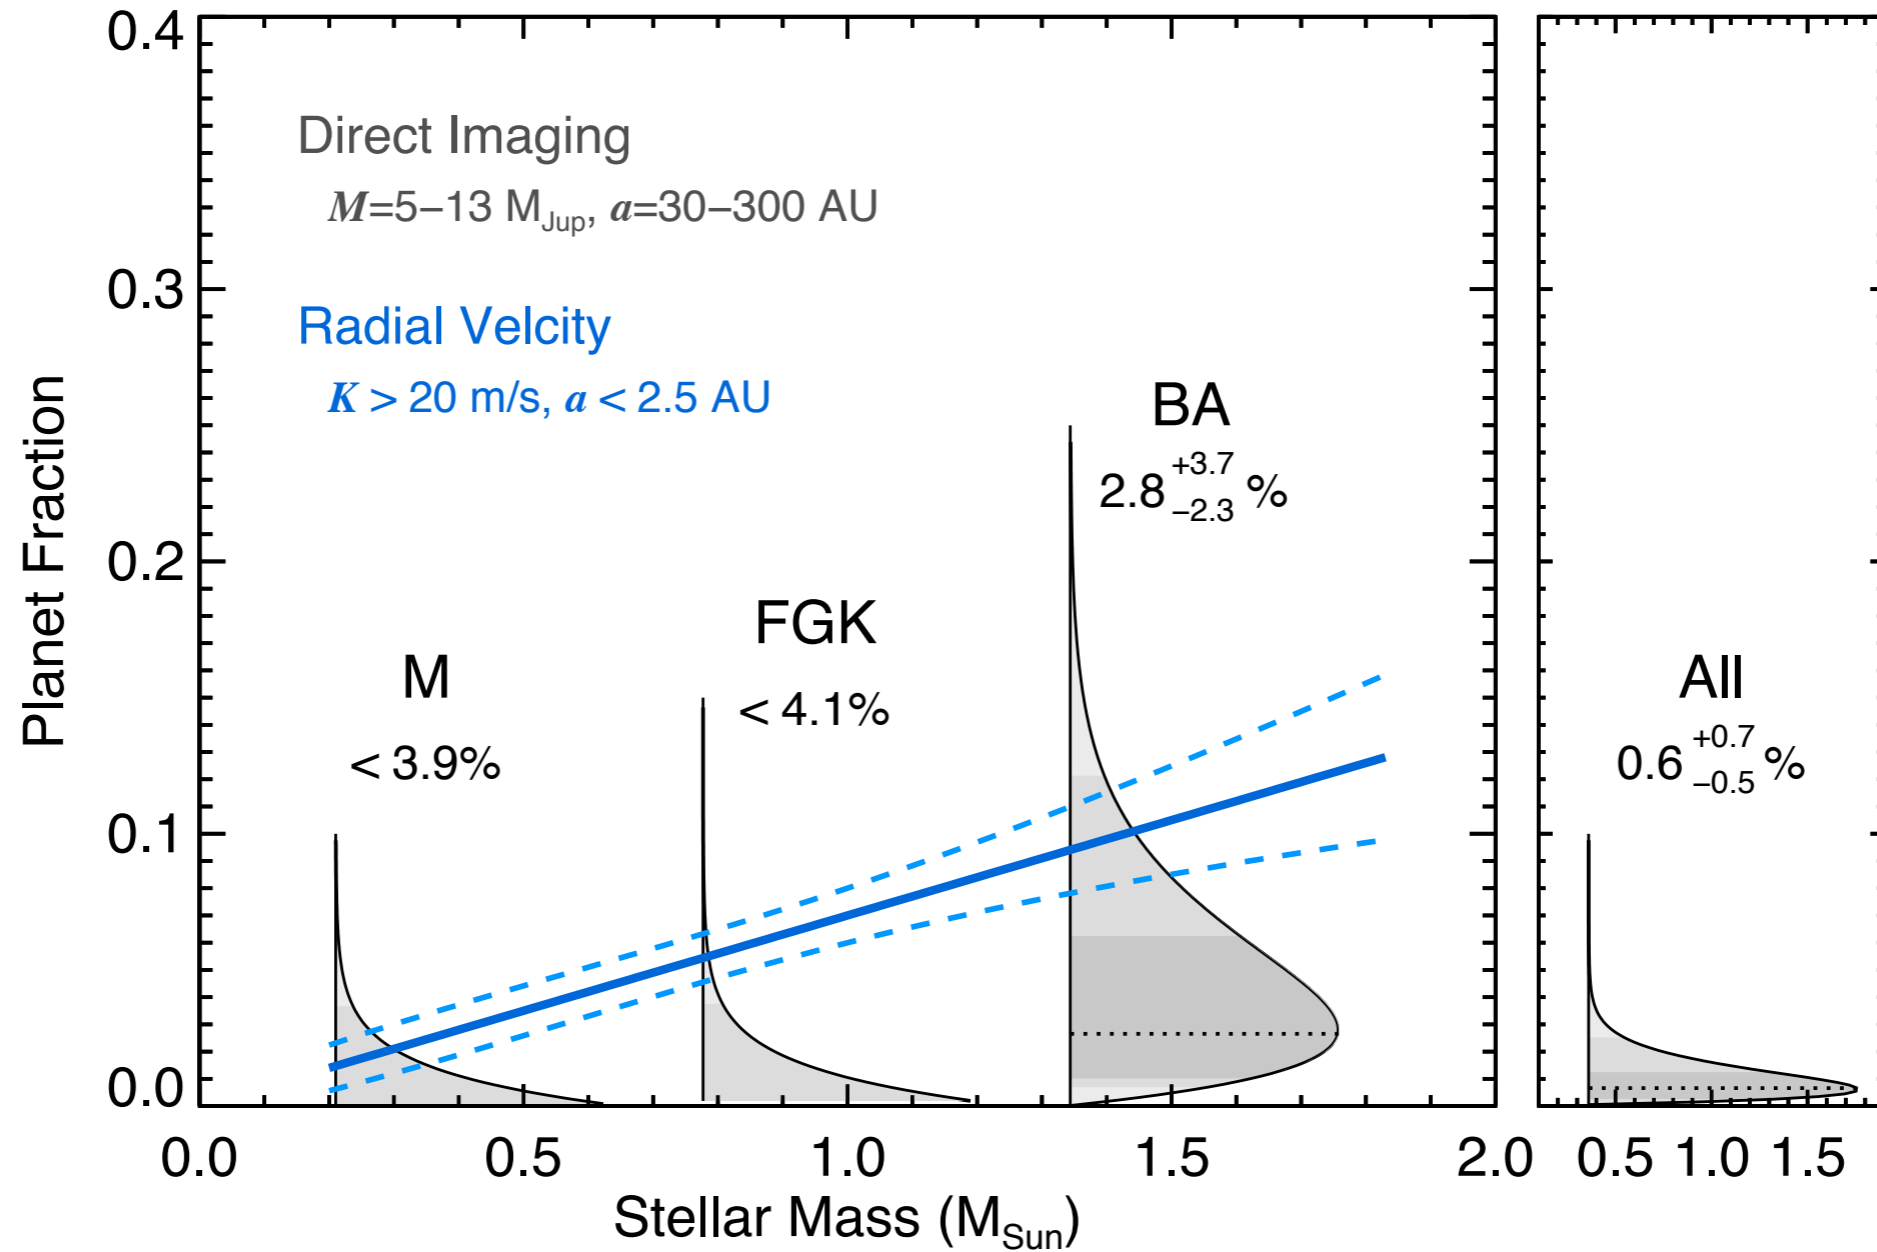 0.4
Direct Imaging
M=5–13 MJup, a=30–300 AU
0.3
Radial Velcity
K > 20 m/s, a < 2.5 AU
BA
2.8 +3.7 −2.3 %
0.2
FGK
< 4.1%
M
< 3.9%
All
0.6 +0.7 −0.5 %
0.1
0.0
Planet Fraction
0.0 0.5 1.0 1.5 2.0 0.5 1.0 1.5
Stellar Mass (MSun)